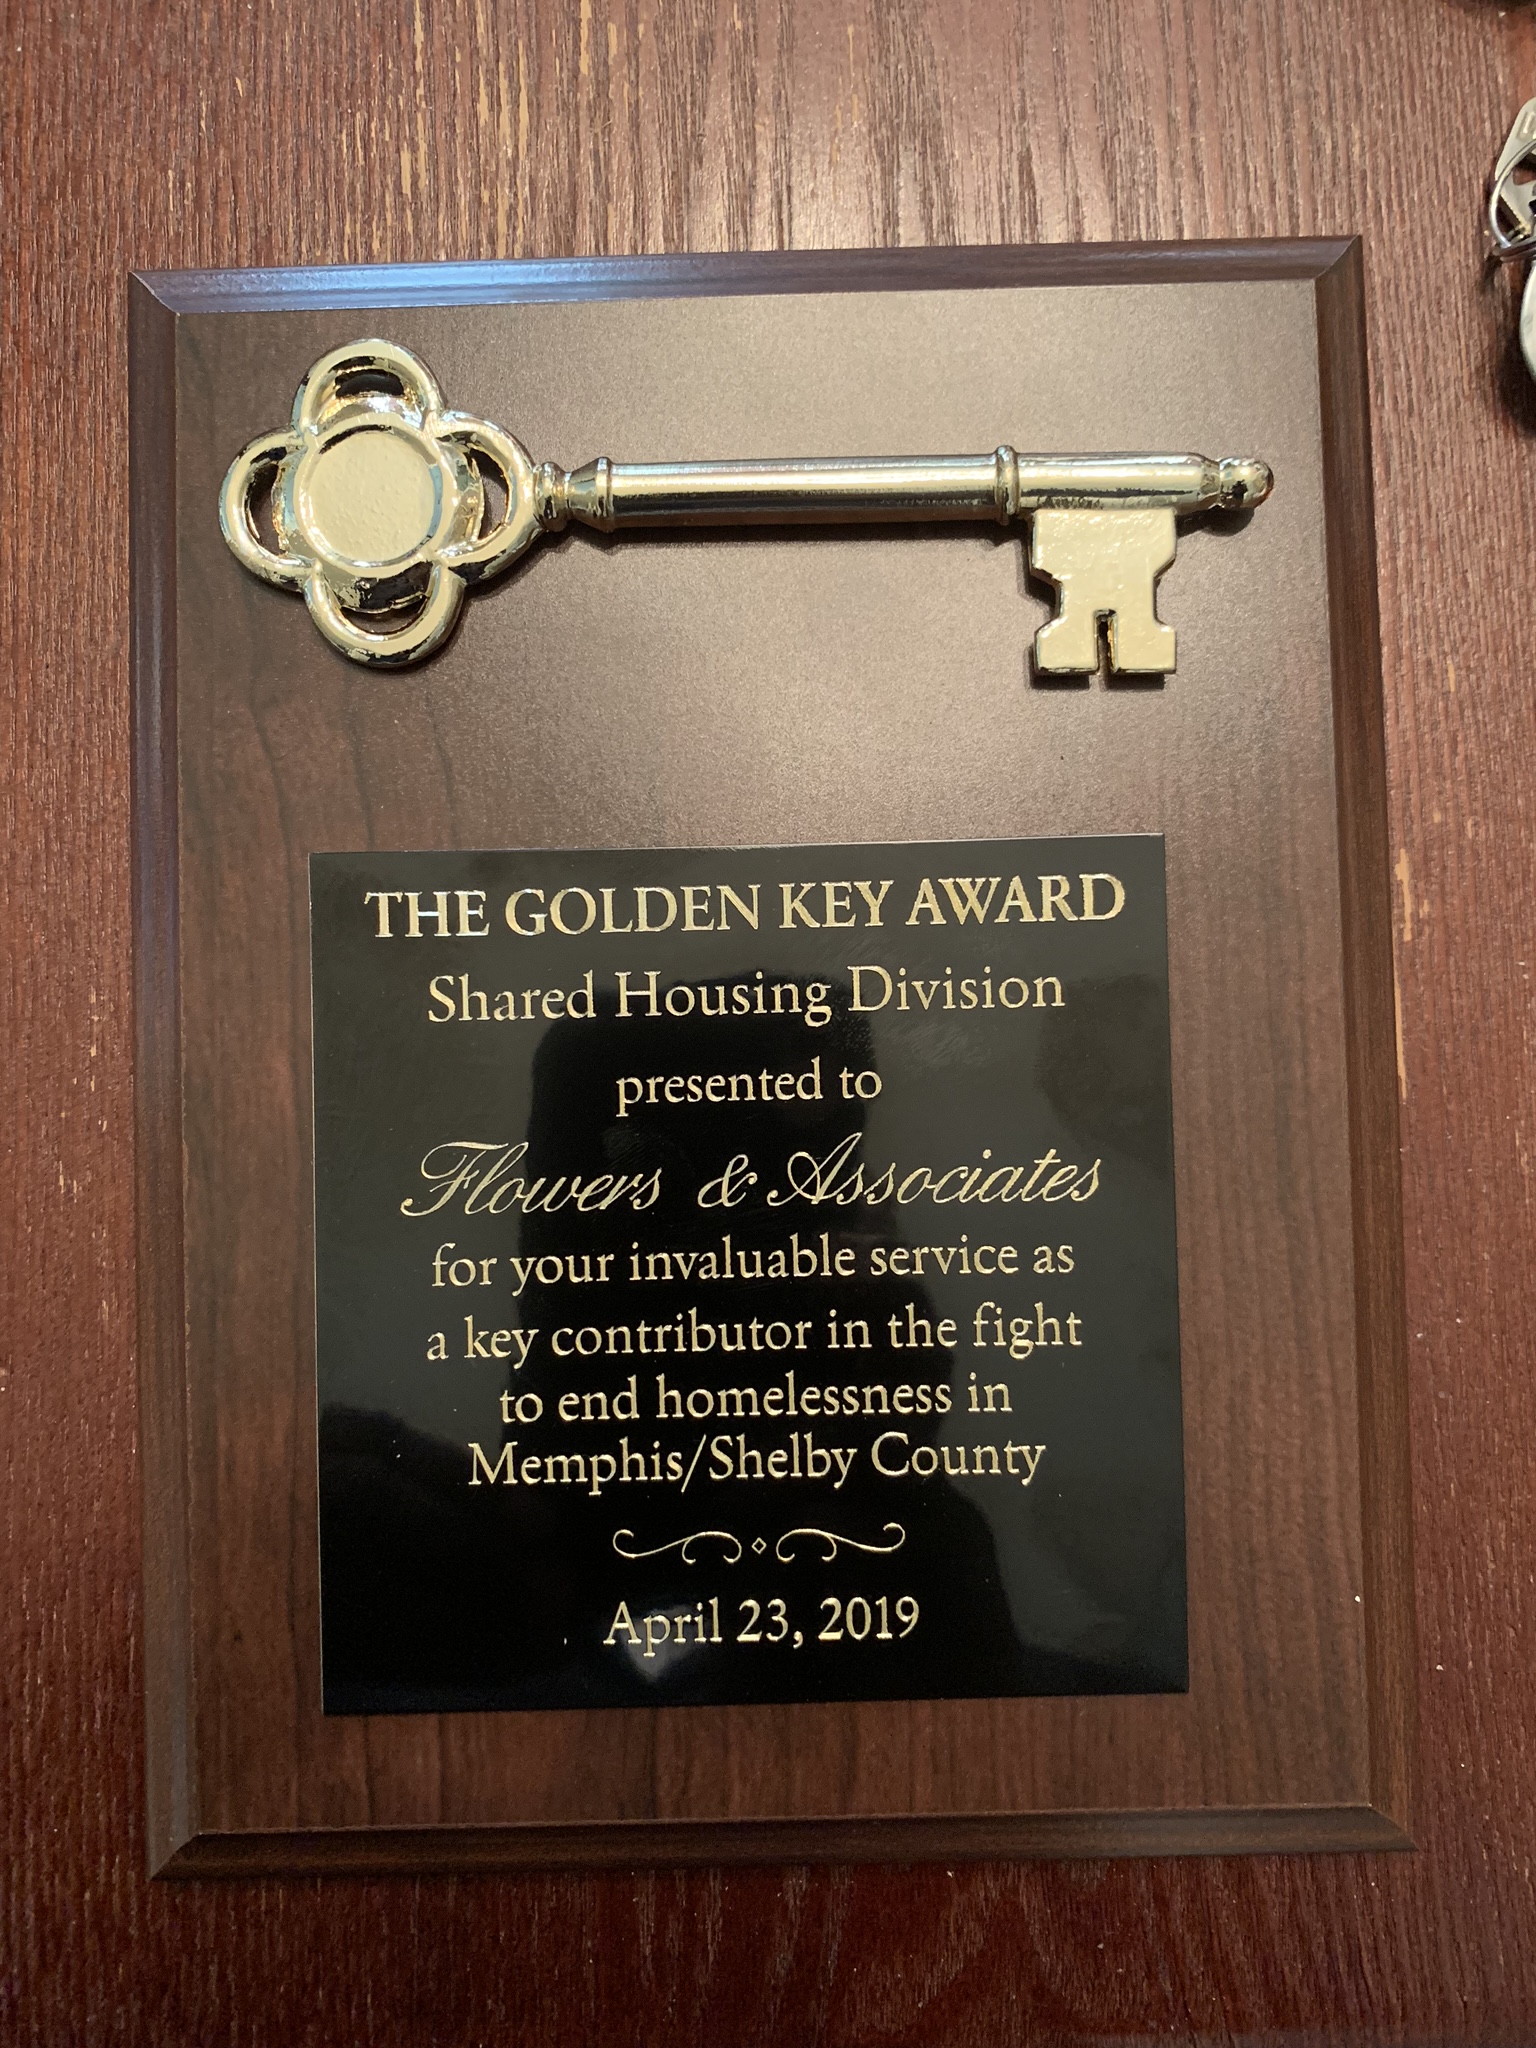 THE GOLDEN KEY AWARD
Shared Housing Division
presented to
Flowers & Associates
for your invaluable service as
a key contributor in the fight
to end homelessness in
Memphis/Shelby County
April 23, 2019